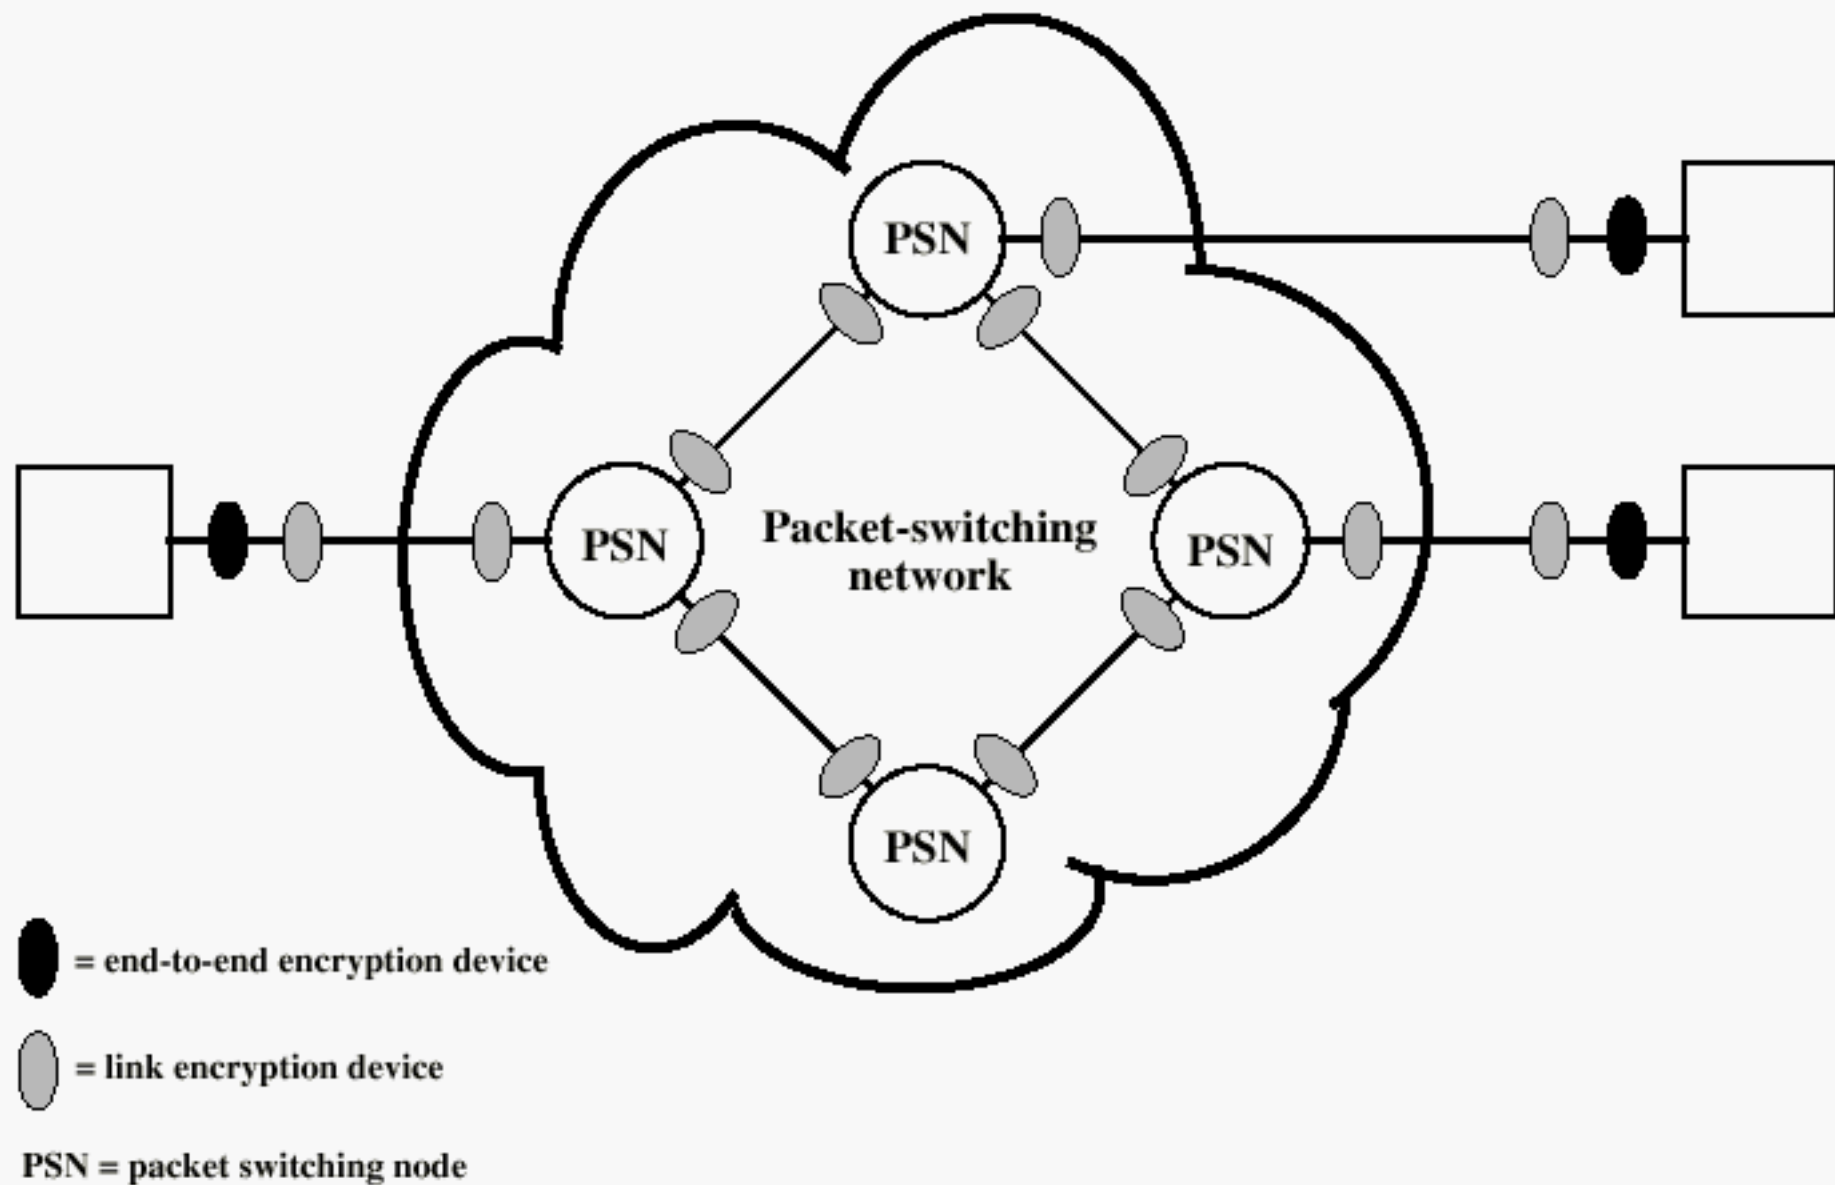 PSN
PSN
Packet-switching
network
PSN
PSN
= end-to-end encryption device
= link encryption device
PSN = packet switching node